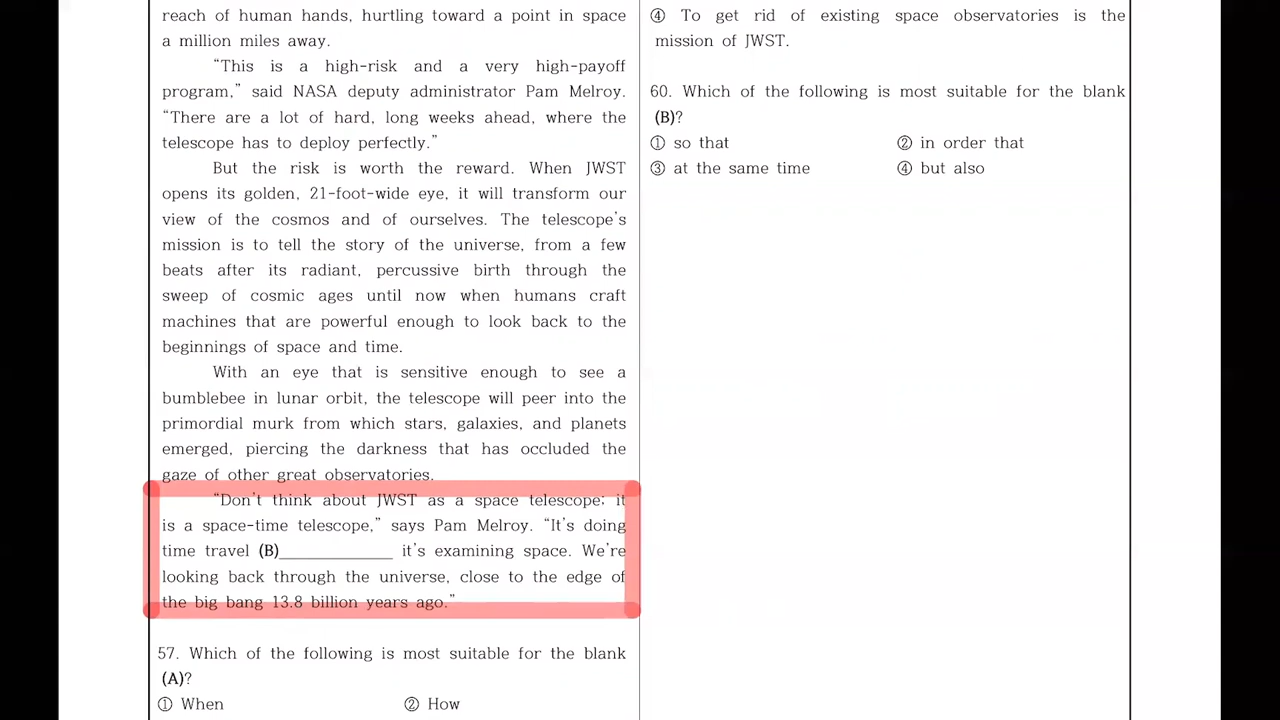 reach of human hands, hurtling toward a point in space
a million miles away.
“This is a high-risk and a very high-payoff
program,” said NASA deputy administrator Pam Melroy.
“There are a lot of hard, long weeks ahead, where the
telescope has to deploy perfectly.”
But the risk is worth the reward. When JWST
opens its golden, 21-foot-wide eye, it will transform our
view of the cosmos and of ourselves. The telescope's
mission is to tell the story of the universe, from a few
beats after its radiant, percussive birth through the
sweep of cosmic ages until now when humans craft
machines that are powerful enough to look back to the
beginnings of space and time.
With an eye that is sensitive enough to see a
bumblebee in lunar orbit, the telescope will peer into the
primordial murk from which stars, galaxies, and planets
emerged, piercing the darkness that has occluded the
gaze of other great observatories.
“Don't think about JWST as a space telescope; it
is a space-time telescope,” says Pam Melroy. “It's doing
time travel (B)____________ it's examining space. We're
looking back through the universe, close to the edge of
the big bang 13.8 billion years ago.”
57. Which of the following is most suitable for the blank
(A)?
① When ② How
④ To get rid of existing space observatories is the
mission of JWST.
60. Which of the following is most suitable for the blank
(B)?
① so that ② in order that
③ at the same time ④ but also